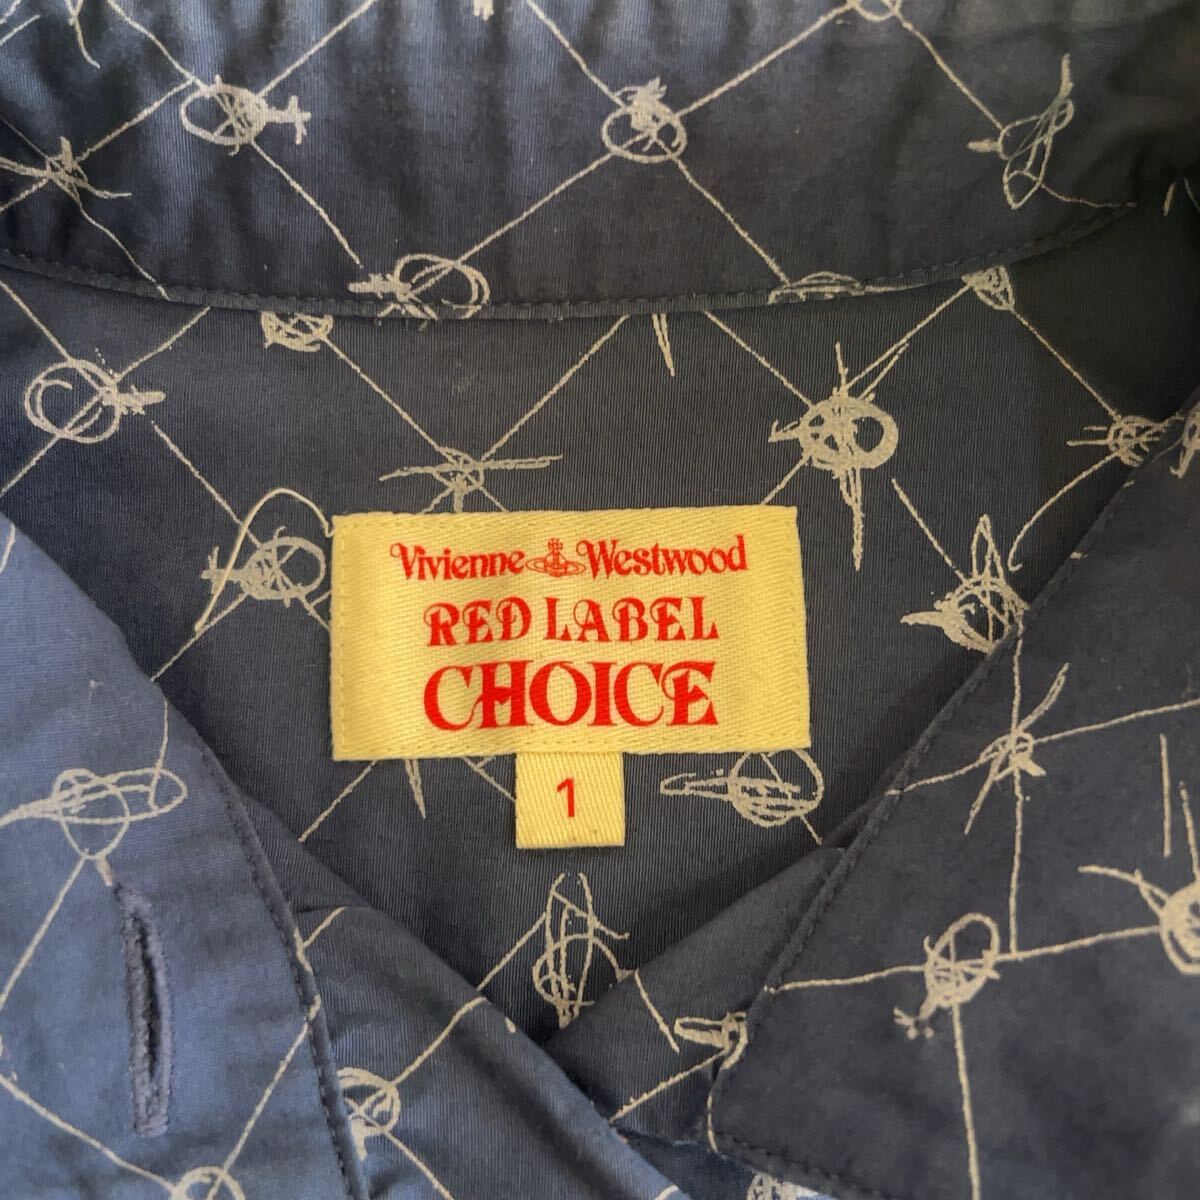 Vivienne Westwood
RED LABEL
CHOICE
1